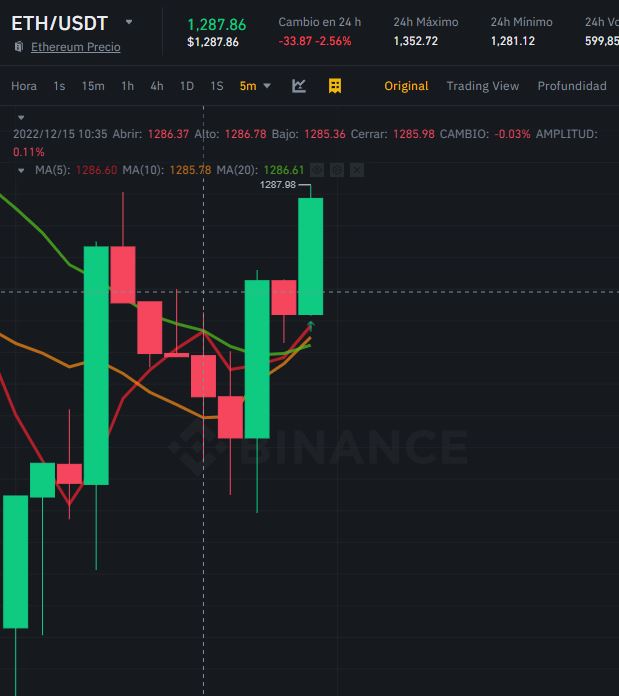 ETH/USDT 1,287.86 Cambio en 24 h 24h Máximo 24h Mínimo 24h Vo
Ethereum Precio $1,287.86 -33.87 -2.56% 1,352.72 1,281.12 599,85
Hora 1s 15m 1h 4h 1D 1S 5m Original Trading View Profundidad
2022/12/15 10:35 Abrir: 1286.37 Alto: 1286.78 Bajo: 1285.36 Cerrar: 1285.98 CAMBIO: -0.03% AMPLITUD:
0.11%
MA(5): 1286.60 MA(10): 1285.78 MA(20): 1286.61
1287.98
BINANCE